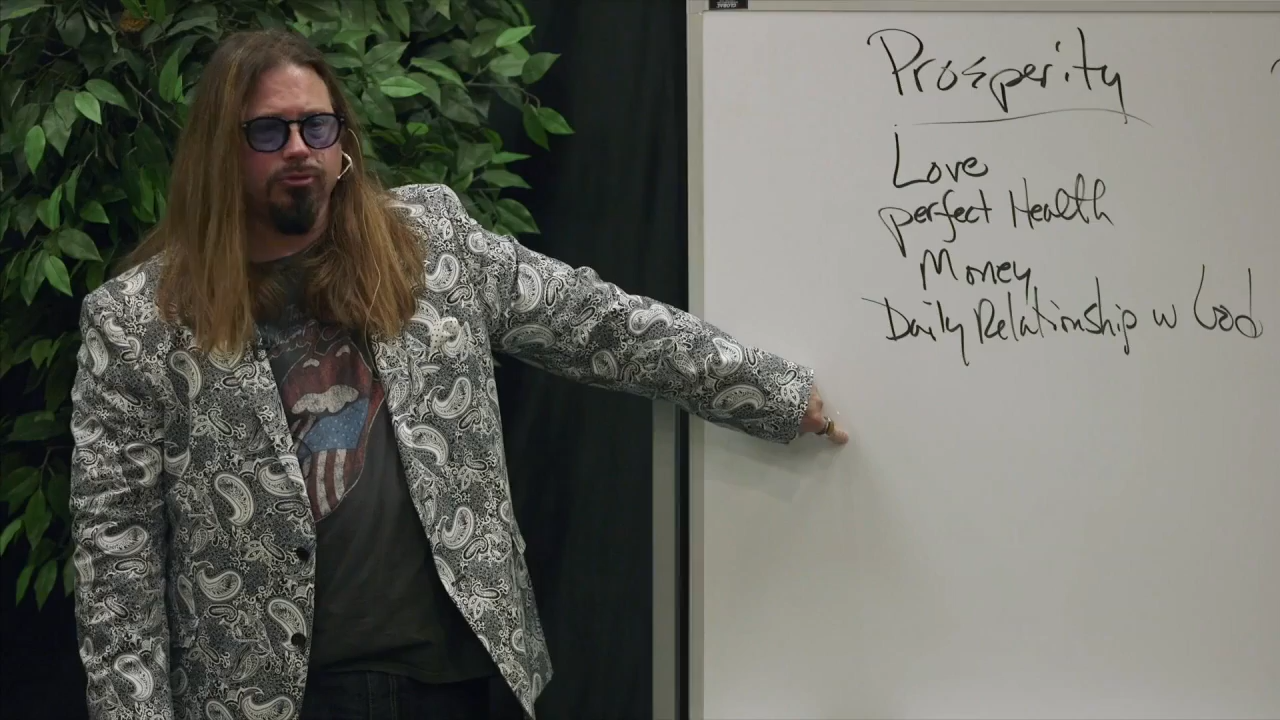 Prosperity
Love
perfect Health
Money
Daily Relationship w God